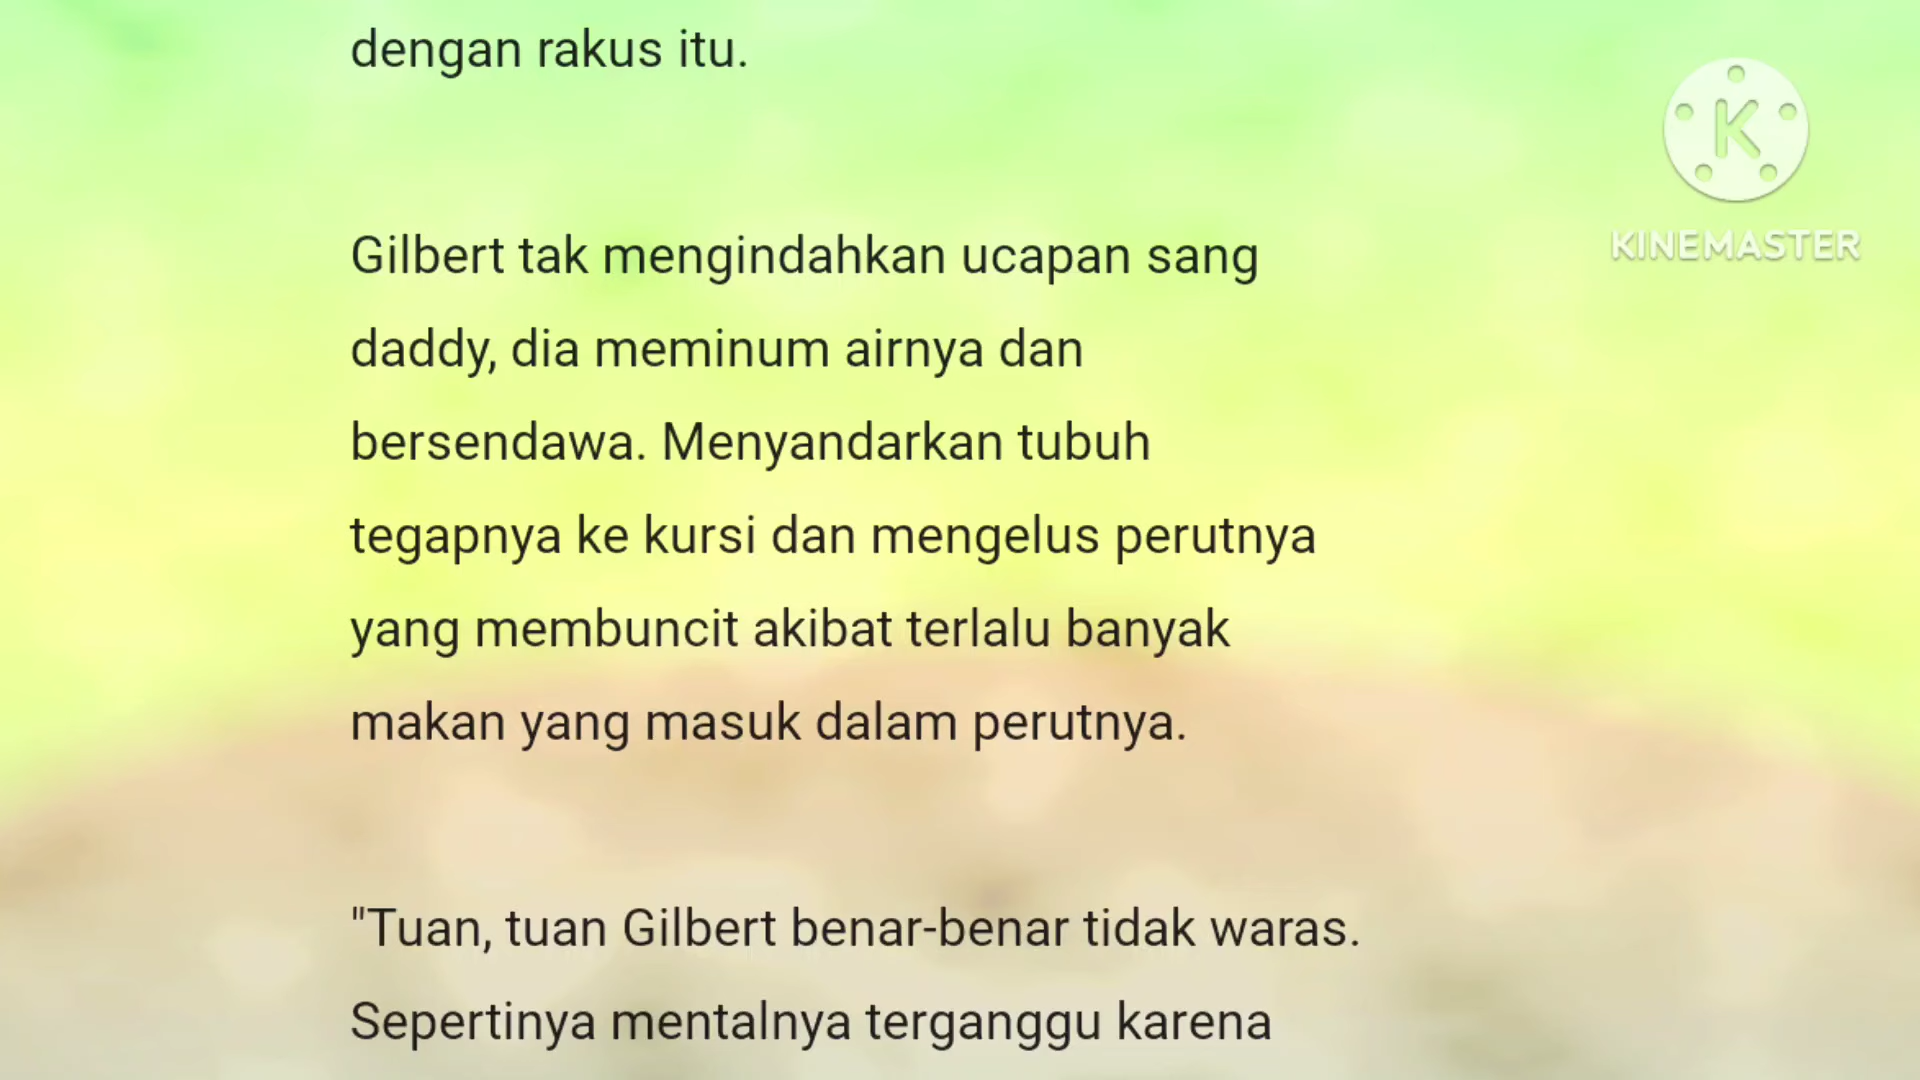 dengan rakus itu.
Gilbert tak mengindahkan ucapan sang
daddy, dia meminum airnya dan
bersendawa. Menyandarkan tubuh
tegapnya ke kursi dan mengelus perutnya
yang membuncit akibat terlalu banyak
makan yang masuk dalam perutnya.
"Tuan, tuan Gilbert benar-benar tidak waras.
Sepertinya mentalnya terganggu karena
K
KINEMASTER